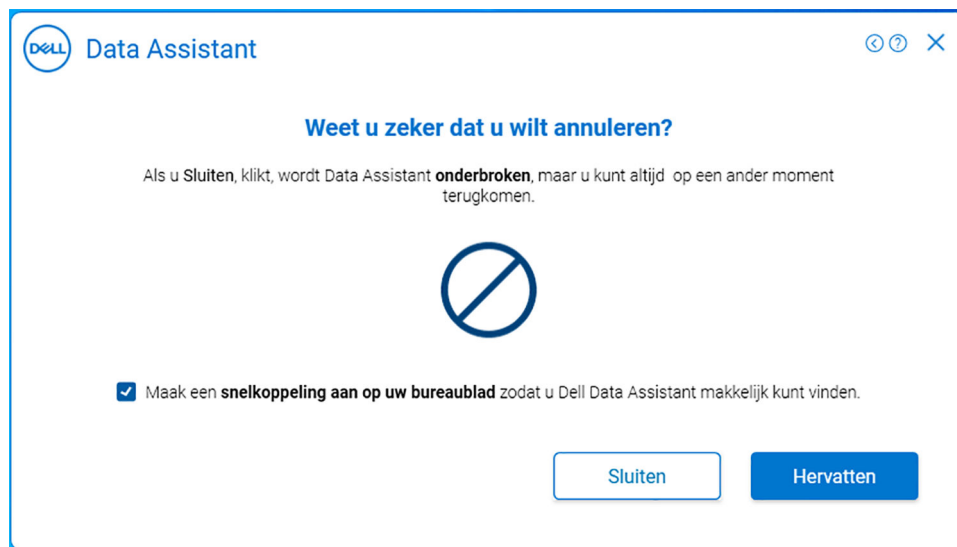 DELL Data Assistant
Weet u zeker dat u wilt annuleren?
Als u Sluiten, klikt, wordt Data Assistant onderbroken, maar u kunt altijd op een ander moment
terugkomen.
Maak een snelkoppeling aan op uw bureaublad zodat u Dell Data Assistant makkelijk kunt vinden.
Sluiten Hervatten